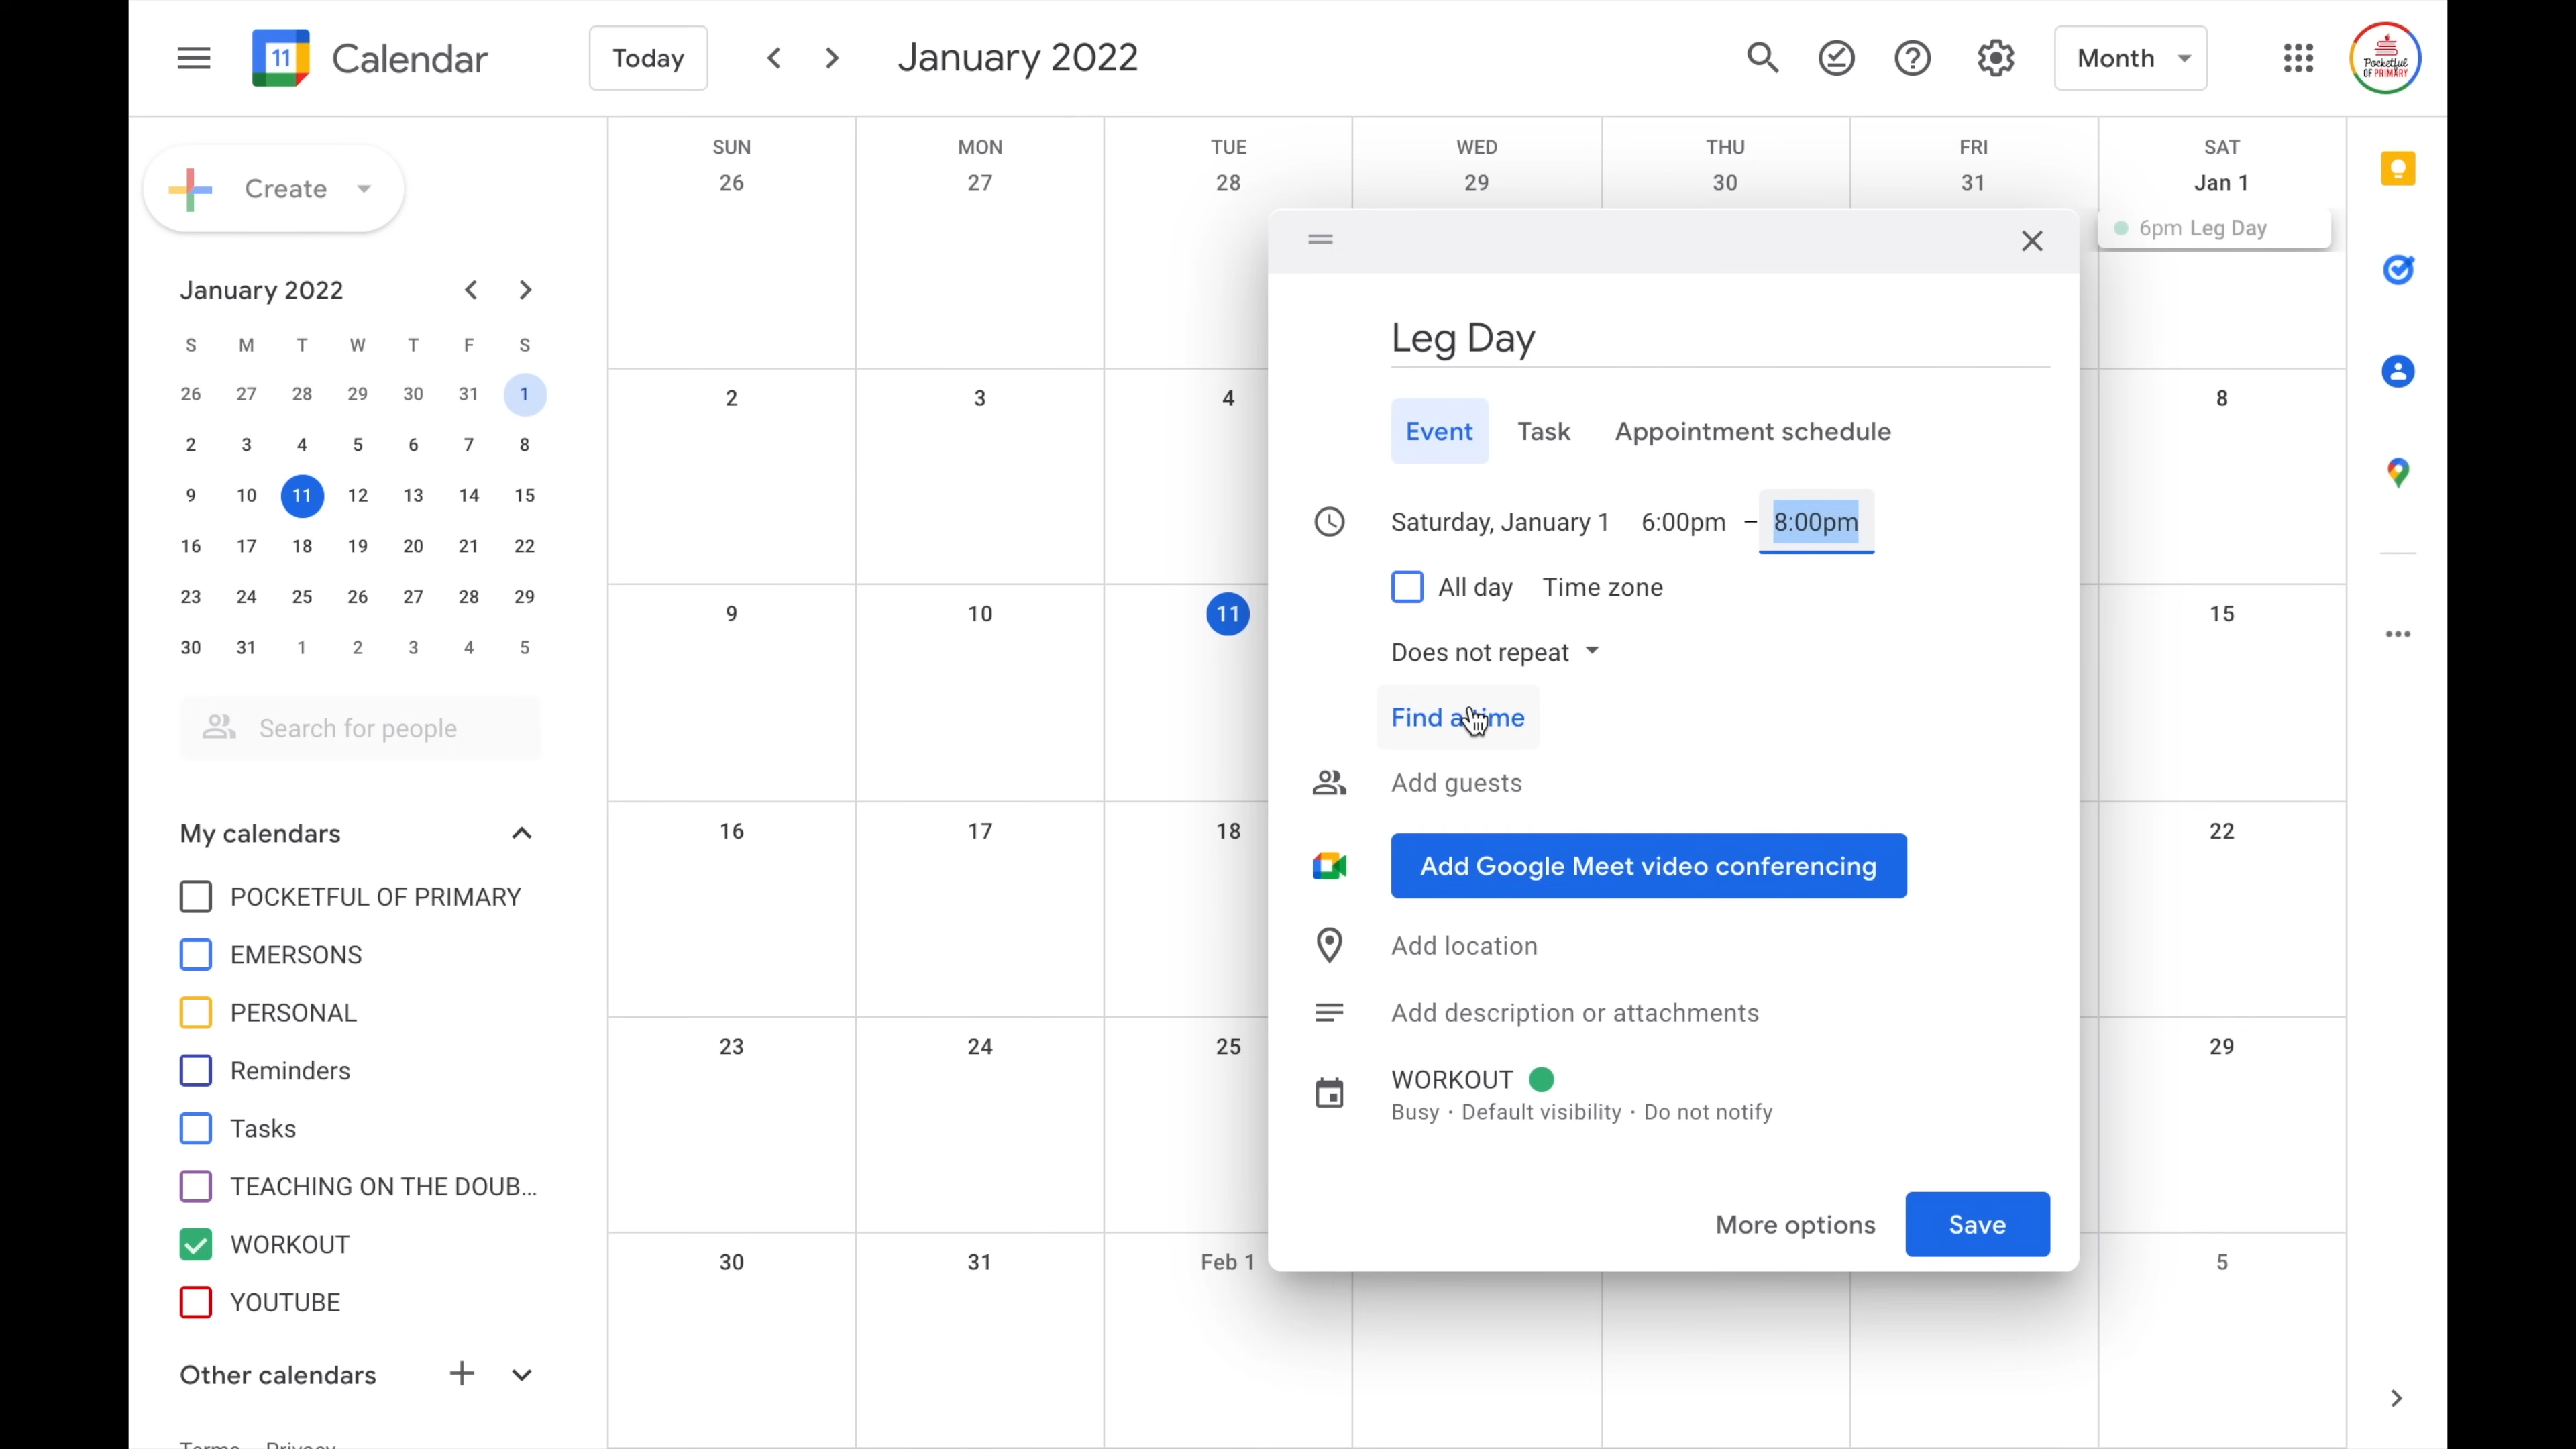 11 Calendar Today January 2022 Month Pocketful OF PRIMARY
Create
January 2022
S M T W T F S
26 27 28 29 30 31 1
2 3 4 5 6 7 8
9 10 11 12 13 14 15
16 17 18 19 20 21 22
23 24 25 26 27 28 29
30 31 1 2 3 4 5
Search for people
My calendars
POCKETFUL OF PRIMARY
EMERSONS
PERSONAL
Reminders
Tasks
TEACHING ON THE DOUB...
WORKOUT
YOUTUBE
Other calendars
SUN MON TUE WED THU FRI SAT
26 27 28 29 30 31 Jan 1
6pm Leg Day
2 3 4 8
9 10 11 15
16 17 18 22
23 24 25 29
30 31 Feb 1 5
Leg Day
Event Task Appointment schedule
Saturday, January 1 6:00pm – 8:00pm
All day Time zone
Does not repeat
Find a time
Add guests
Add Google Meet video conferencing
Add location
Add description or attachments
WORKOUT
Busy · Default visibility · Do not notify
More options Save